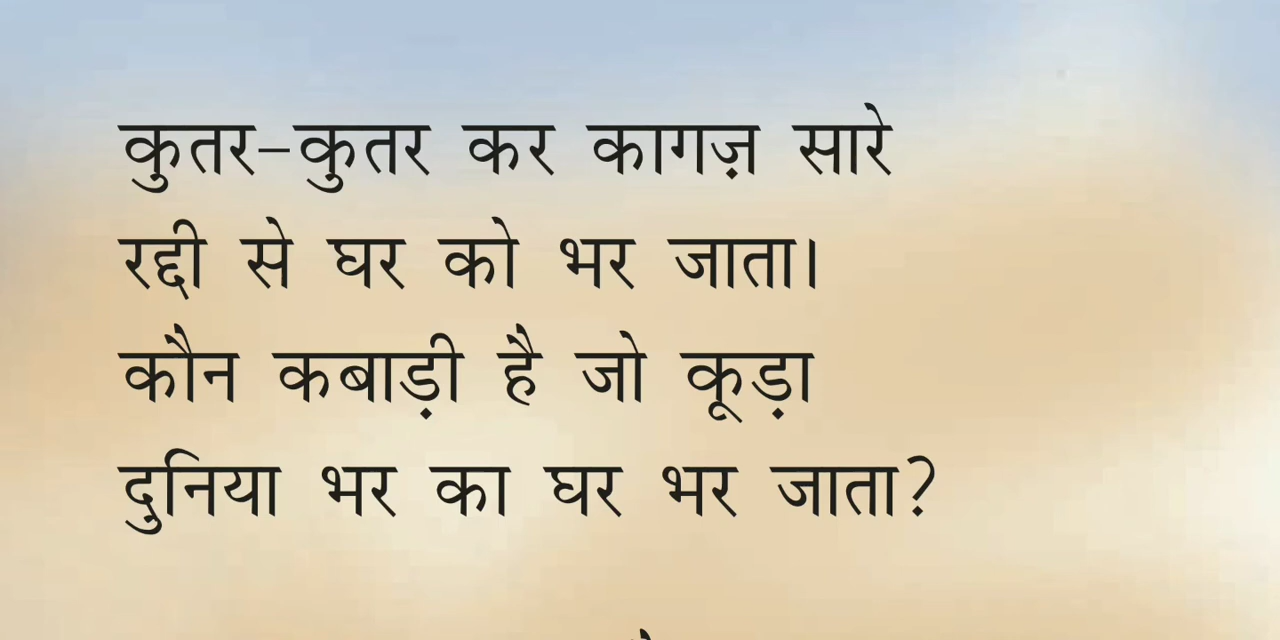 कुतर-कुतर कर कागज़ सारे
रद्दी से घर को भर जाता।
कौन कबाड़ी है जो कूड़ा
दुनिया भर का घर भर जाता?